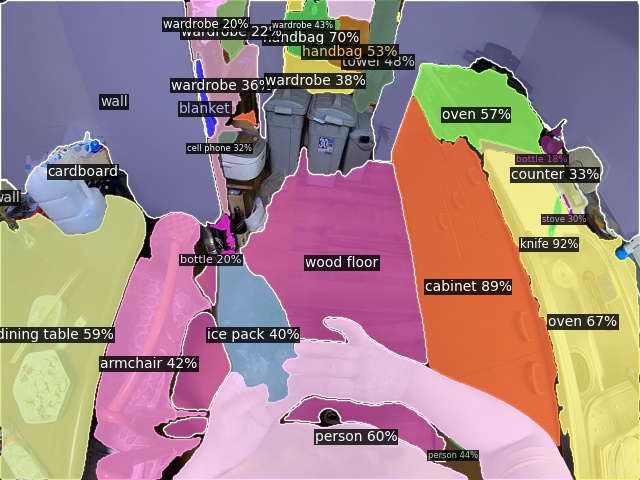 wardrobe 20%
wardrobe 22%
wardrobe 43%
handbag 70%
handbag 53%
towel 48%
wardrobe 36%
wardrobe 38%
wall
blanket
oven 57%
cell phone 32%
30
bottle 18%
cardboard
counter 33%
wall
stove 30%
knife 92%
bottle 20%
wood floor
cabinet 89%
dining table 59%
ice pack 40%
oven 67%
armchair 42%
person 60%
person 44%